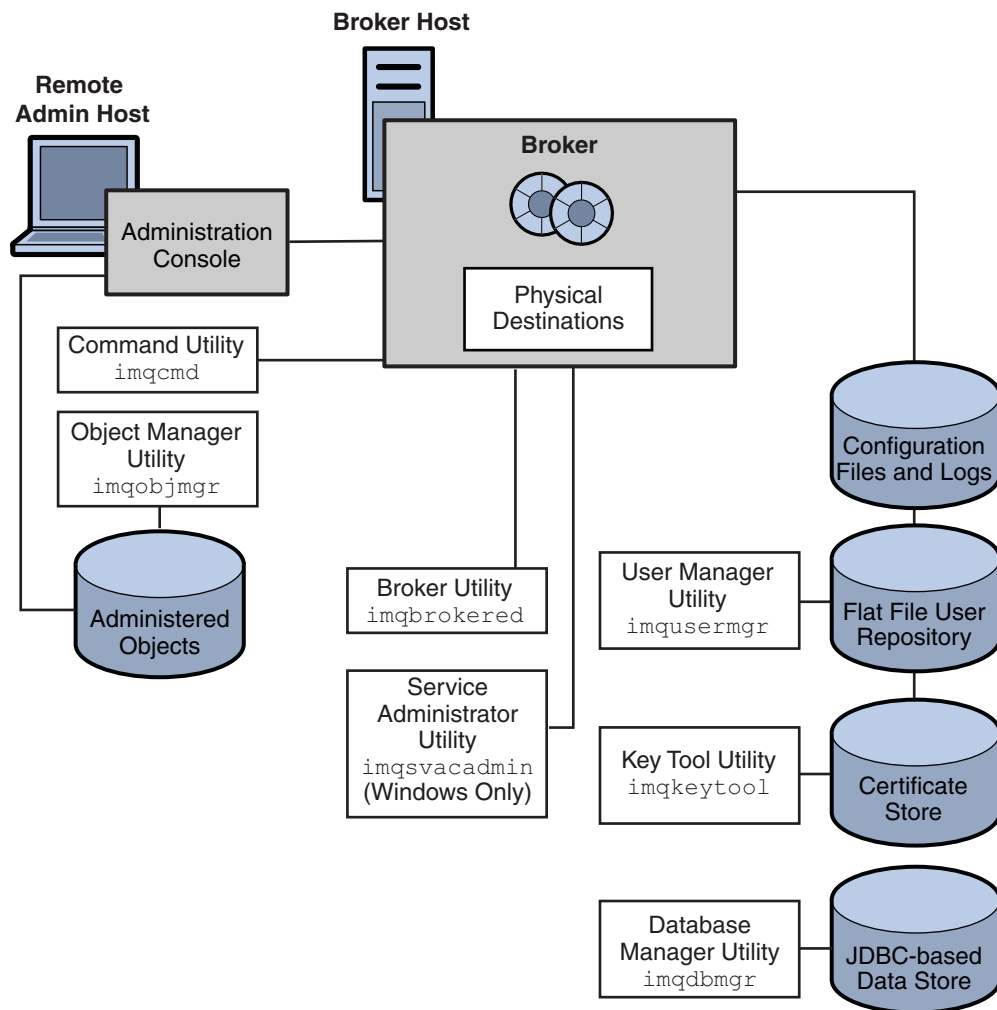 Broker Host
Remote
Admin Host
Broker
Administration
Console
Physical
Destinations
Command Utility
imqcmd
Object Manager
Utility
imqobjmgr
Administered
Objects
Configuration
Files and Logs
Broker Utility
imqbrokered
User Manager
Utility
imqusermgr
Flat File User
Repository
Service
Administrator
Utility
imqsvacadmin
(Windows Only)
Key Tool Utility
imqkeytool
Certificate
Store
Database
Manager Utility
imqdbmgr
JDBC-based
Data Store